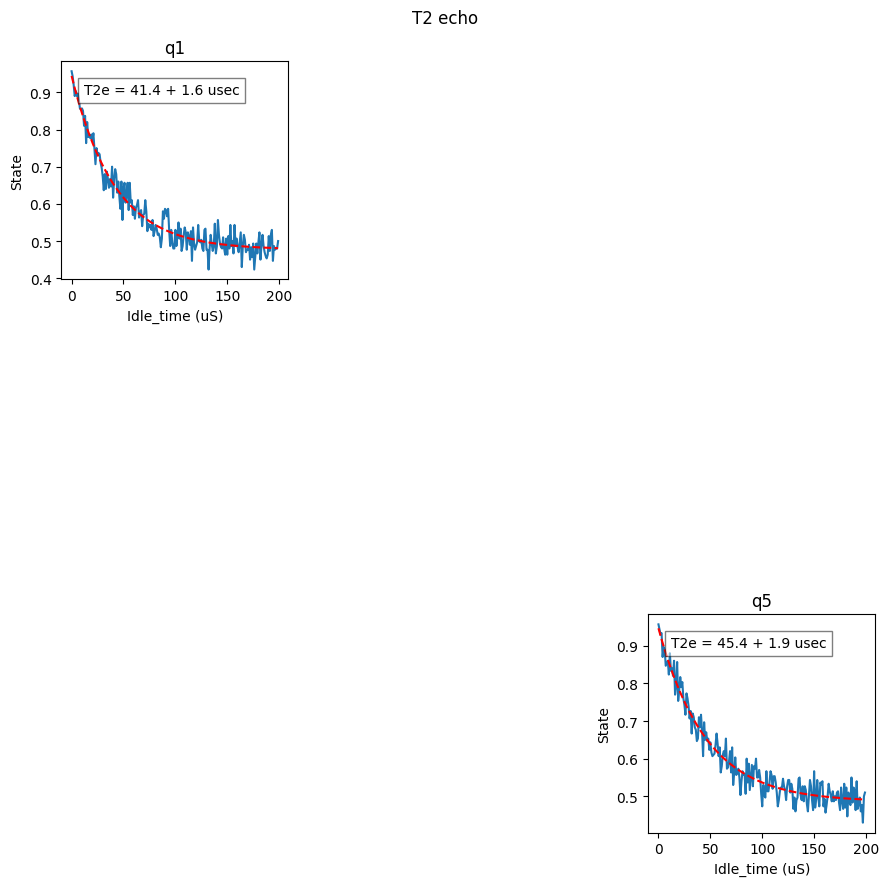 T2 echo
q1
T2e = 41.4 + 1.6 usec
State
0.9
0.8
0.7
0.6
0.5
0.4
0 50 100 150 200
Idle_time (uS)
q5
T2e = 45.4 + 1.9 usec
State
0.9
0.8
0.7
0.6
0.5
0 50 100 150 200
Idle_time (uS)